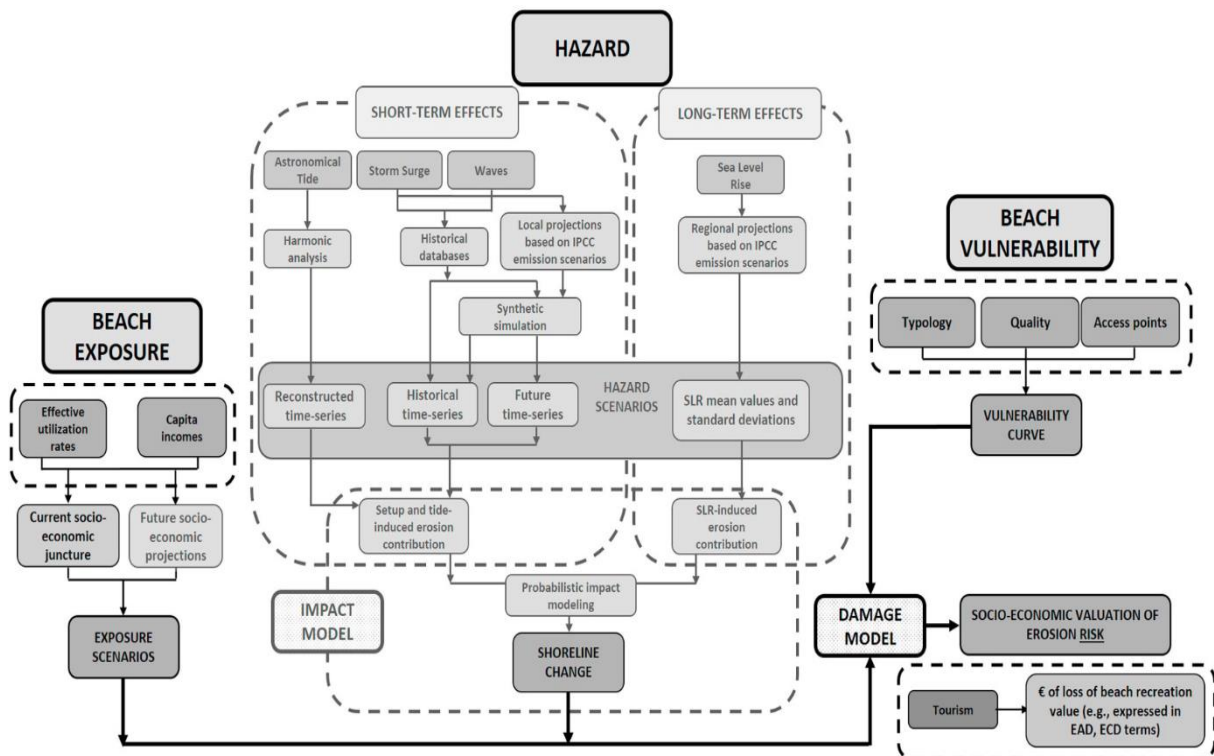 HAZARD
SHORT-TERM EFFECTS
LONG-TERM EFFECTS
Astronomical
Tide
Storm Surge
Waves
Sea Level
Rise
Harmonic
analysis
Historical
databases
Local projections
based on IPCC
emission scenarios
Regional projections
based on IPCC
emission scenarios
Synthetic
simulation
BEACH
VULNERABILITY
Typology
Quality
Access points
VULNERABILITY
CURVE
BEACH
EXPOSURE
Effective
utilization
rates
Capita
incomes
Current socio-
economic
juncture
Future socio-
economic
projections
EXPOSURE
SCENARIOS
Reconstructed
time-series
Historical
time-series
Future
time-series
HAZARD
SCENARIOS
SLR mean values and
standard deviations
Setup and tide-
induced erosion
contribution
SLR-induced
erosion
contribution
Probabilistic impact
modeling
IMPACT
MODEL
SHORELINE
CHANGE
DAMAGE
MODEL
SOCIO-ECONOMIC VALUATION OF
EROSION RISK
Tourism
€ of loss of beach recreation
value (e.g., expressed in
EAD, ECD terms)